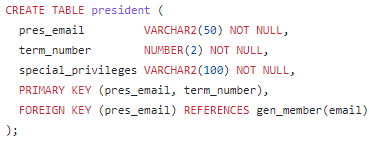 CREATE TABLE president (
  pres_email         VARCHAR2(50) NOT NULL,
  term_number        NUMBER(2) NOT NULL,
  special_privileges VARCHAR2(100) NOT NULL,
  PRIMARY KEY (pres_email, term_number),
  FOREIGN KEY (pres_email) REFERENCES gen_member(email)
);